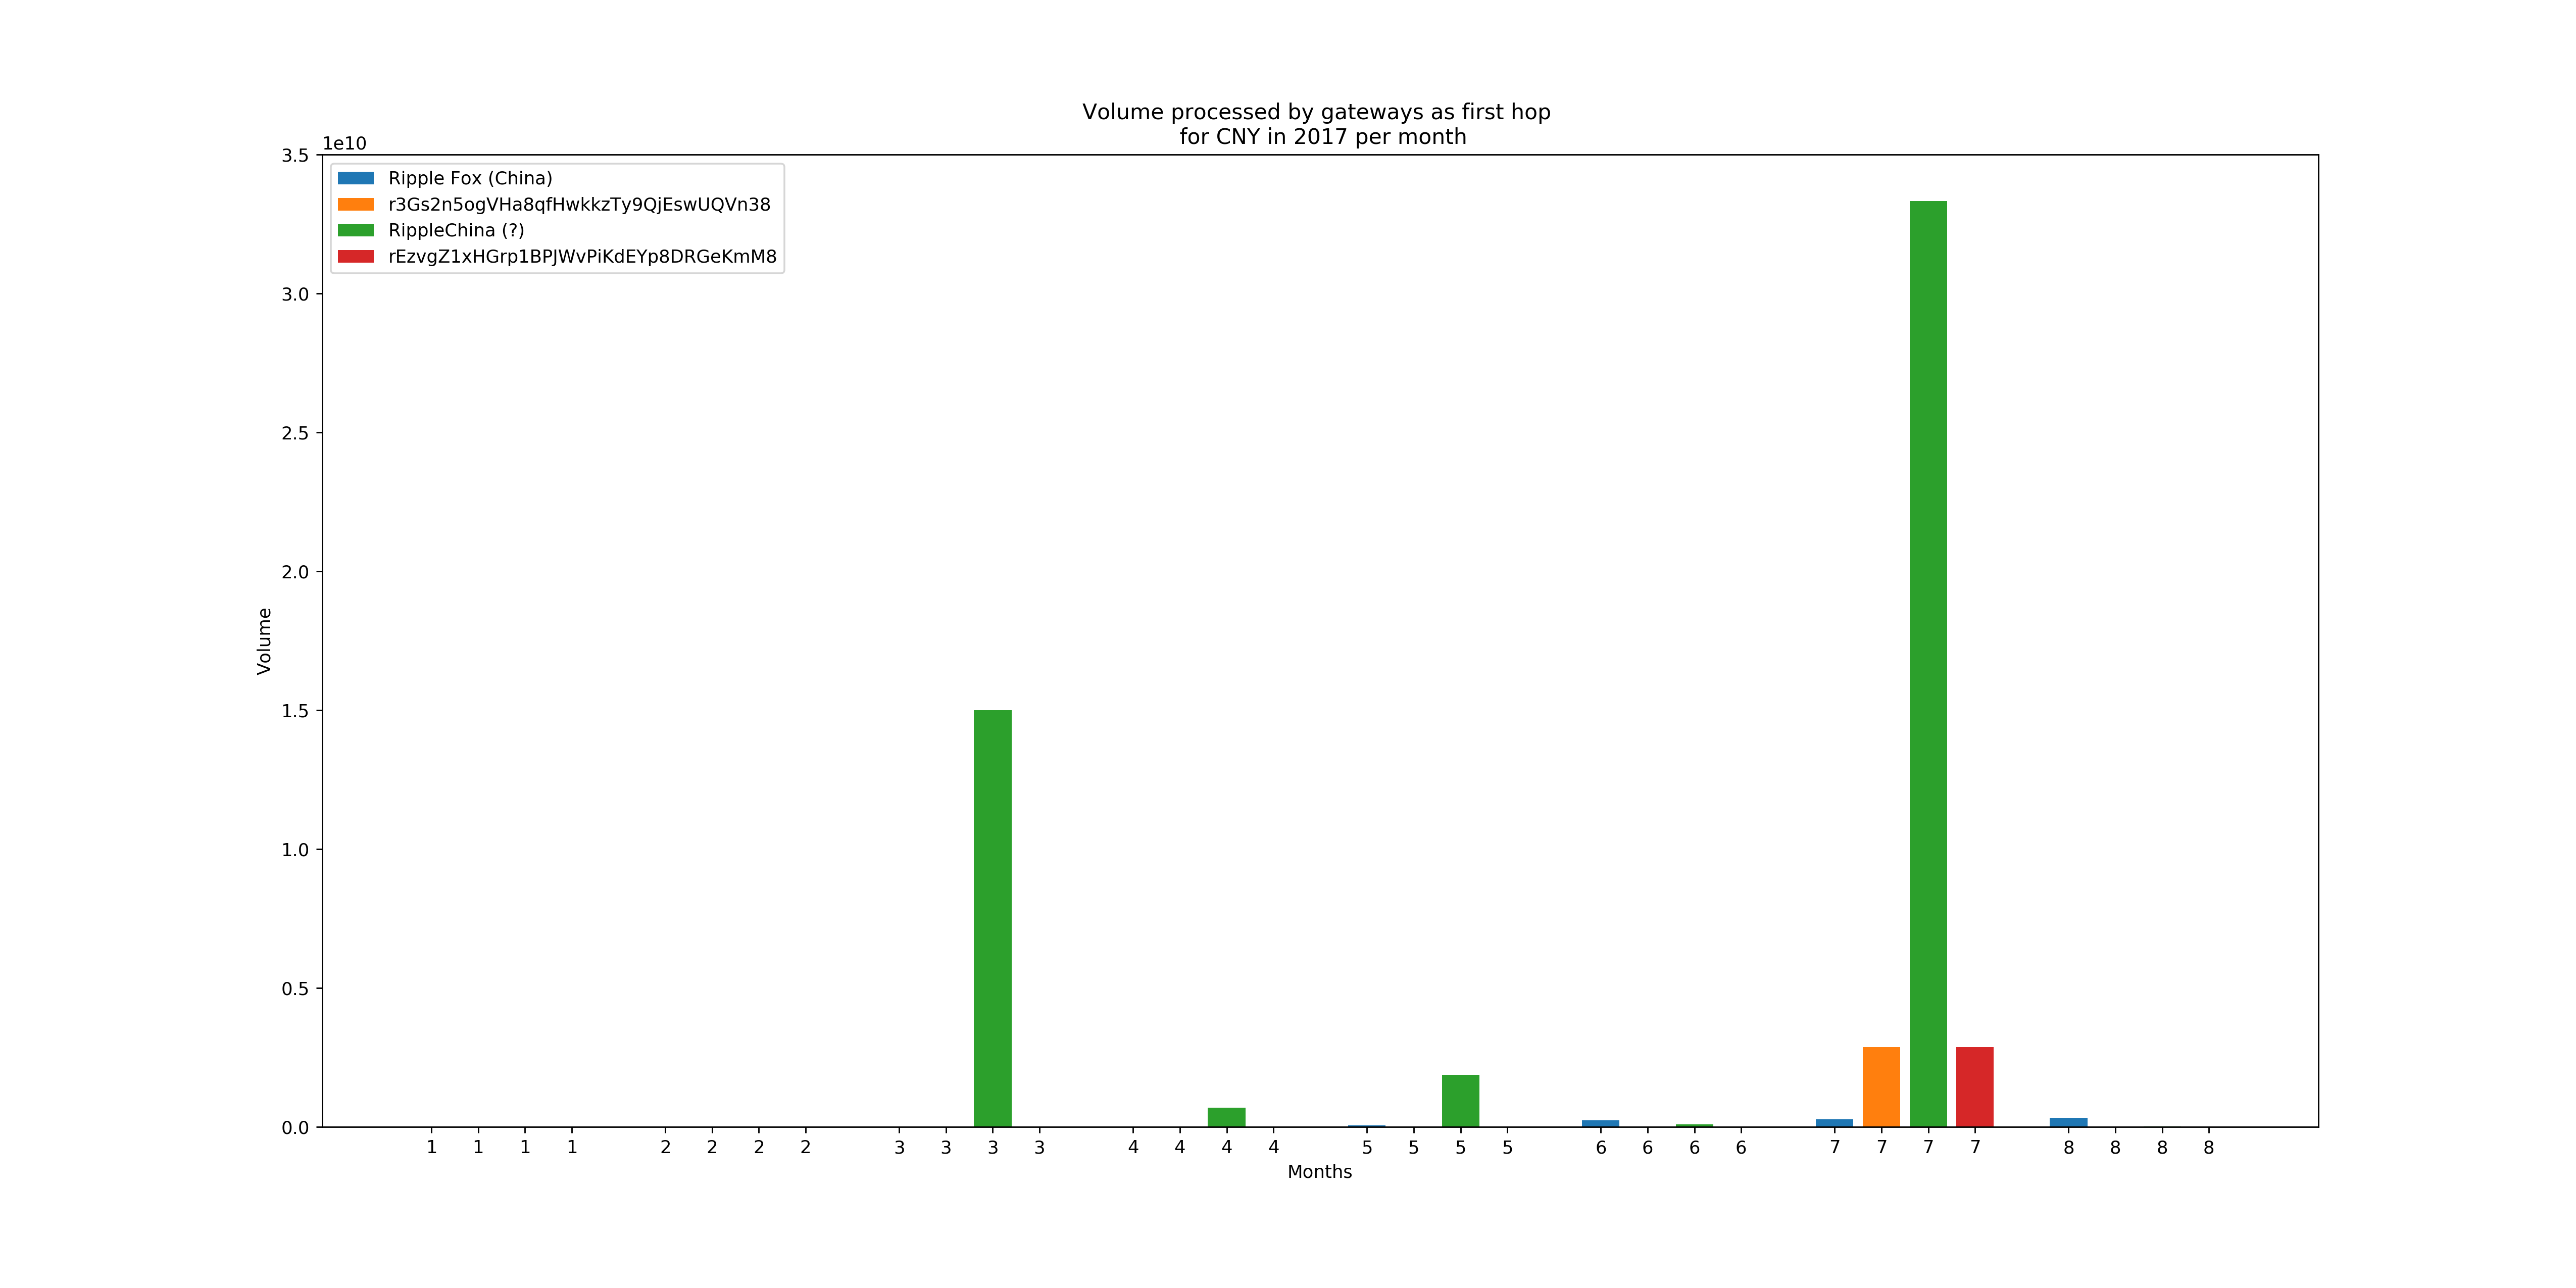 Volume processed by gateways as first hop
for CNY in 2017 per month
1e10
3.5
3.0
2.5
2.0
1.5
1.0
0.5
0.0
Volume
Ripple Fox (China)
r3Gs2n5ogVHa8qfHwkkzTy9QjEswUQVn38
RippleChina (?)
rEzvgZ1xHGrp1BPJWvPiKdEYp8DRGeKmM8
1 1 1 1 2 2 2 2 3 3 3 3 4 4 4 4 5 5 5 5 6 6 6 6 7 7 7 7 8 8 8 8
Months